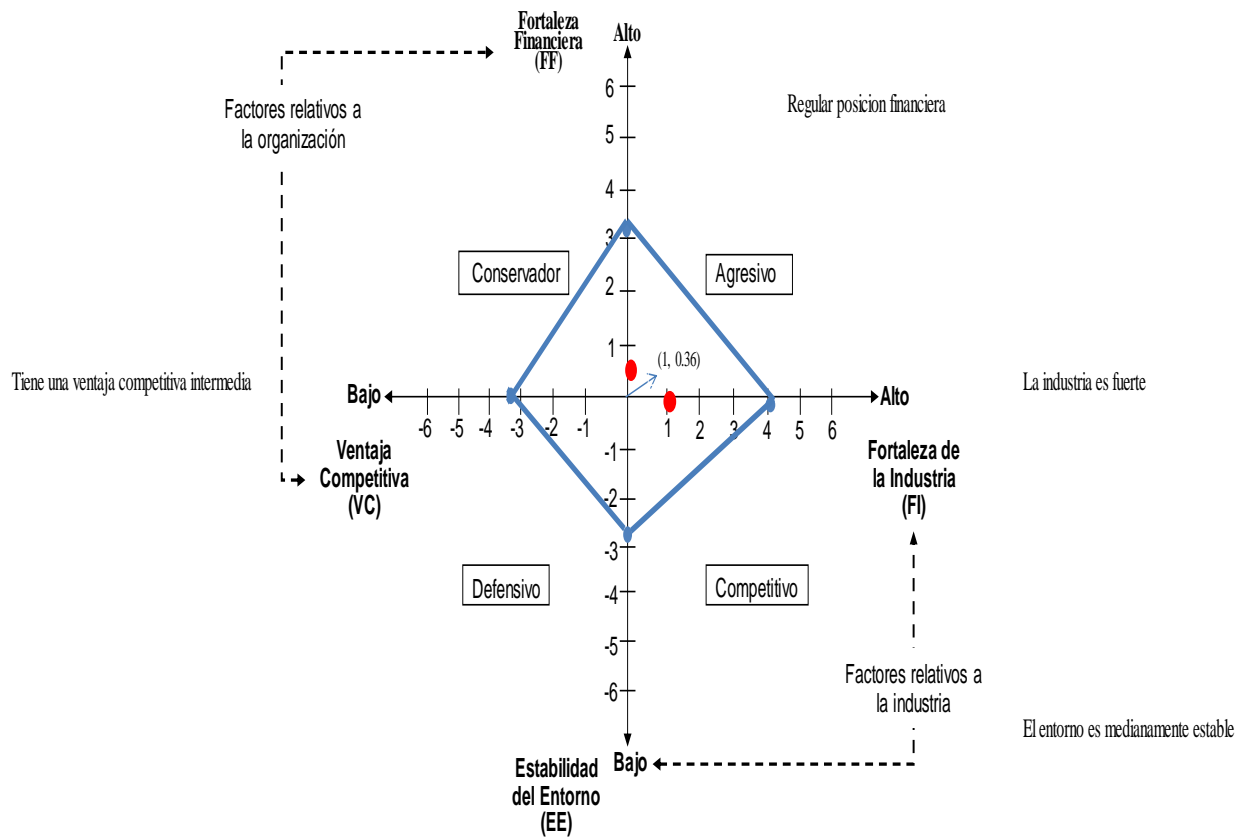 Fortaleza
Financiera
(FF)
Alto
Factores relativos a
la organización
Regular posicion financiera
6
5
4
3
2
1
Conservador
Agresivo
(1, 0.36)
Tiene una ventaja competitiva intermedia
Bajo
Alto
La industria es fuerte
-6 -5 -4 -3 -2 -1
1 2 3 4 5 6
Ventaja
Competitiva
(VC)
Fortaleza de
la Industria
(FI)
-1
-2
-3
-4
-5
-6
Defensivo
Competitivo
Factores relativos a
la industria
El entorno es medianamente estable
Estabilidad
del Entorno
(EE)
Bajo